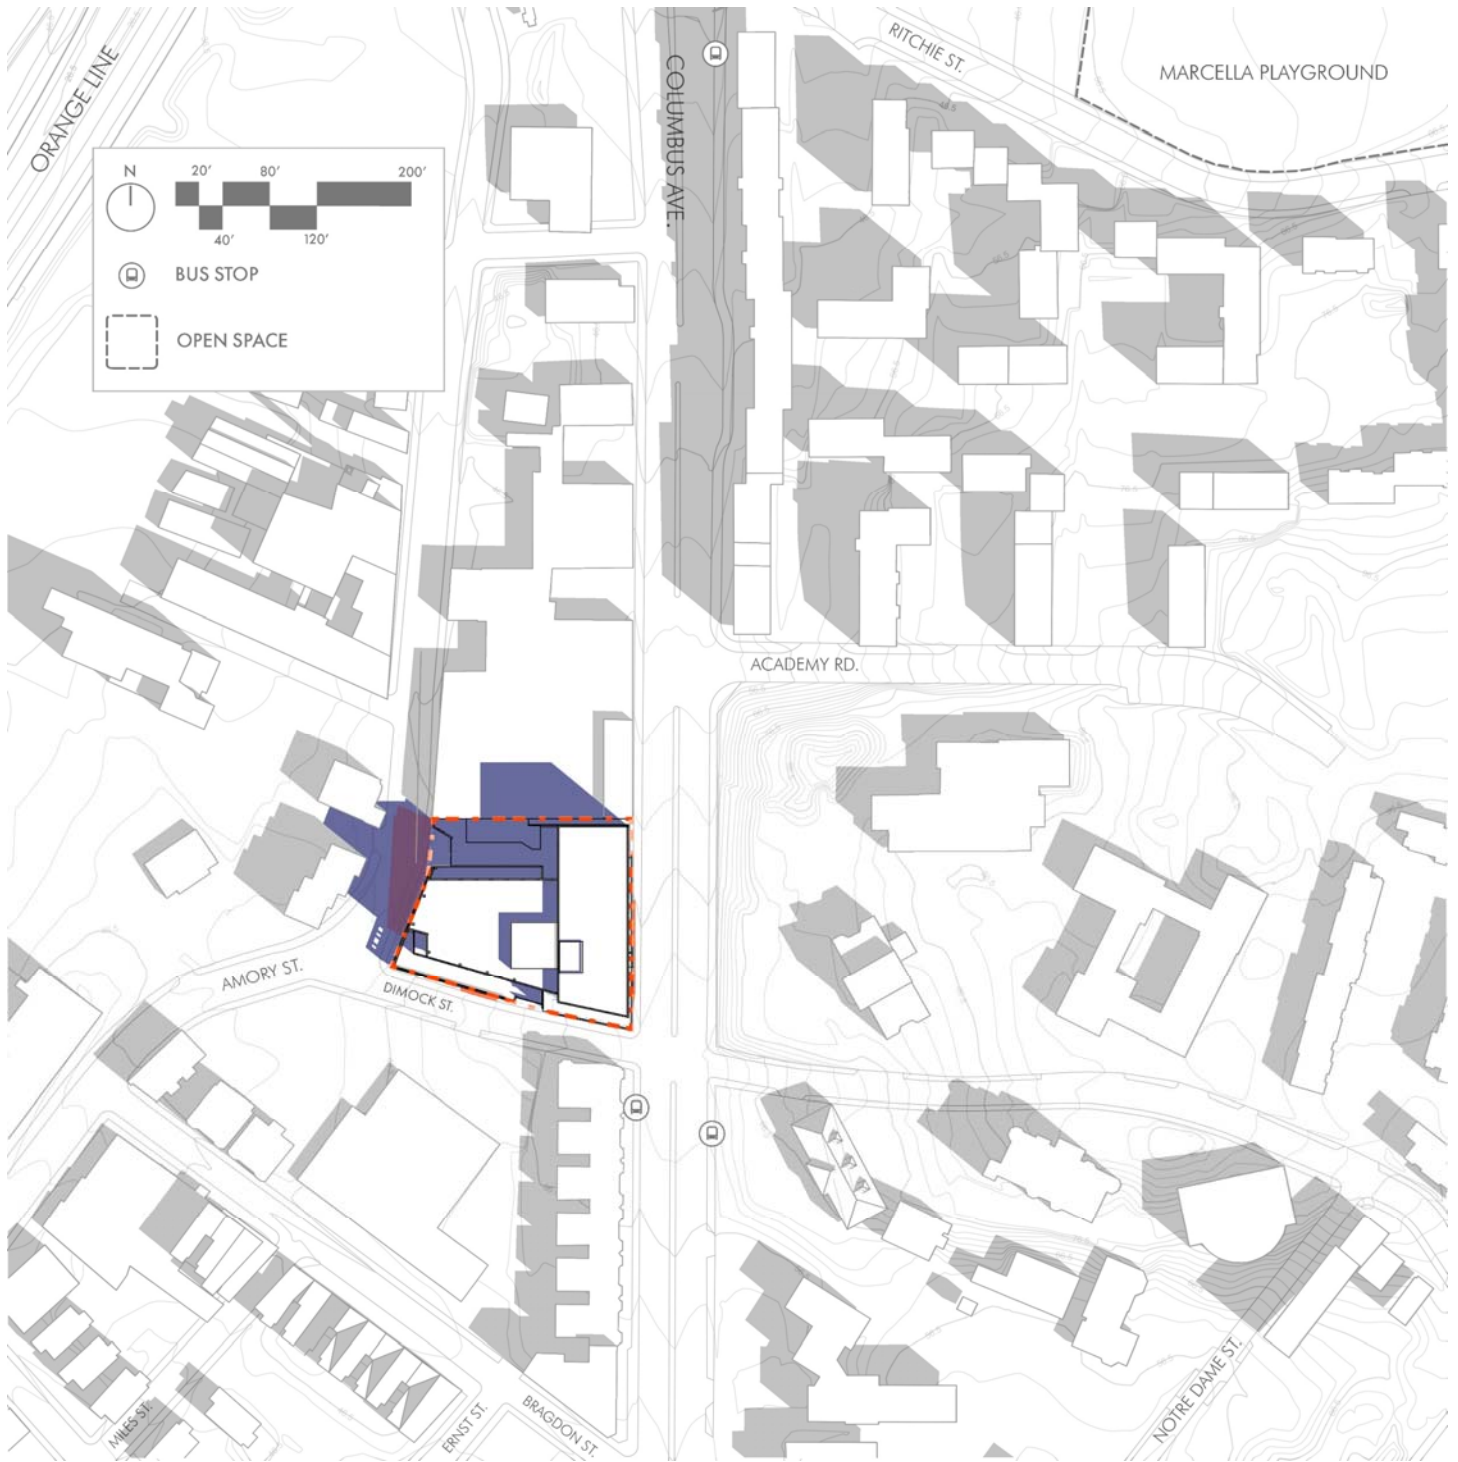 RITCHIE ST.
MARCELLA PLAYGROUND
ORANGE LINE
COLUMBUS AVE.
N
20'
80'
200'
40'
120'
BUS STOP
OPEN SPACE
ACADEMY RD.
AMORY ST.
DIMOCK ST.
MILES ST.
ERNST ST.
BRAGDON ST.
NOTRE DAME ST.